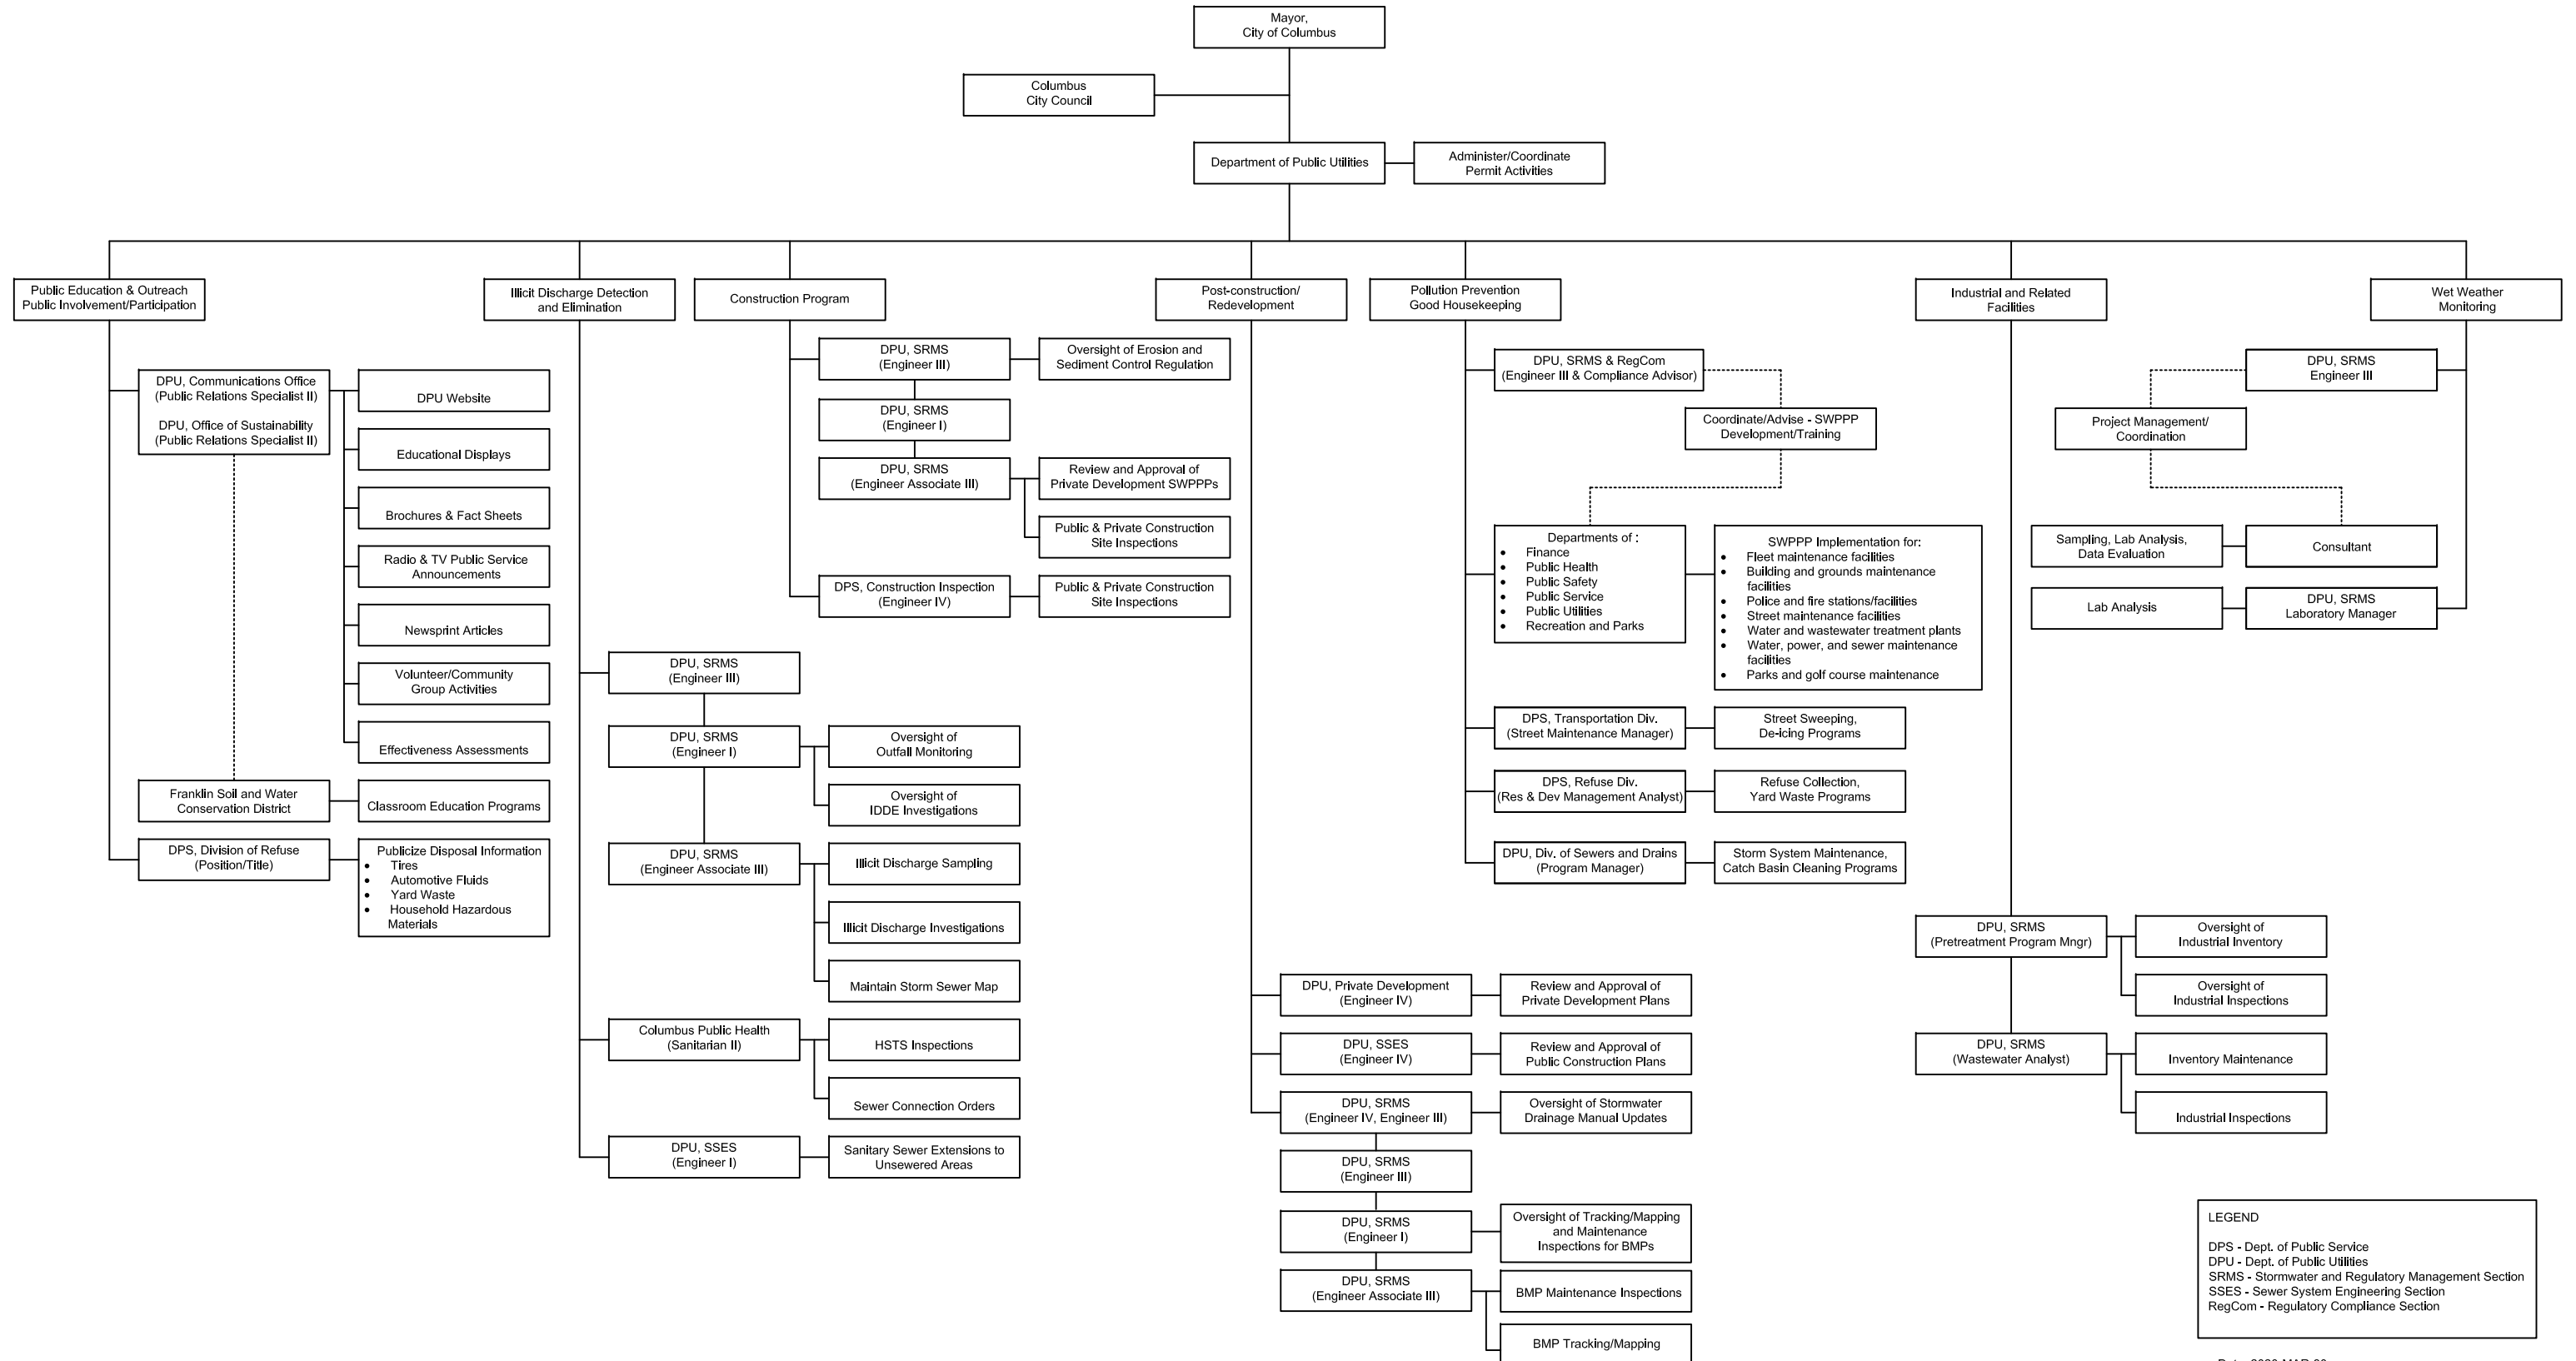 Mayor,
City of Columbus
Columbus
City Council
Department of Public Utilities
Administer/Coordinate
Permit Activities
Public Education & Outreach
Public Involvement/Participation
DPU, Communications Office
(Public Relations Specialist II)
DPU, Office of Sustainability
(Public Relations Specialist II)
DPU Website
Educational Displays
Brochures & Fact Sheets
Radio & TV Public Service
Announcements
Newsprint Articles
Volunteer/Community
Group Activities
Effectiveness Assessments
Franklin Soil and Water
Conservation District
Classroom Education Programs
DPS, Division of Refuse
(Position/Title)
Publicize Disposal Information
• Tires
• Automotive Fluids
• Yard Waste
• Household Hazardous
Materials
Illicit Discharge Detection
and Elimination
DPU, SRMS
(Engineer III)
DPU, SRMS
(Engineer I)
Oversight of
Outfall Monitoring
Oversight of
IDDE Investigations
DPU, SRMS
(Engineer Associate III)
Illicit Discharge Sampling
Illicit Discharge Investigations
Maintain Storm Sewer Map
Columbus Public Health
(Sanitarian II)
HSTS Inspections
Sewer Connection Orders
DPU, SSES
(Engineer I)
Sanitary Sewer Extensions to
Unsewered Areas
Construction Program
DPU, SRMS
(Engineer III)
Oversight of Erosion and
Sediment Control Regulation
DPU, SRMS
(Engineer I)
DPU, SRMS
(Engineer Associate III)
Review and Approval of
Private Development SWPPPs
Public & Private Construction
Site Inspections
DPS, Construction Inspection
(Engineer IV)
Public & Private Construction
Site Inspections
Post-construction/
Redevelopment
DPU, Private Development
(Engineer IV)
Review and Approval of
Private Development Plans
DPU, SSES
(Engineer IV)
Review and Approval of
Public Construction Plans
DPU, SRMS
(Engineer IV, Engineer III)
Oversight of Stormwater
Drainage Manual Updates
DPU, SRMS
(Engineer III)
DPU, SRMS
(Engineer I)
Oversight of Tracking/Mapping
and Maintenance
Inspections for BMPs
DPU, SRMS
(Engineer Associate III)
BMP Maintenance Inspections
BMP Tracking/Mapping
Pollution Prevention
Good Housekeeping
DPU, SRMS & RegCom
(Engineer III & Compliance Advisor)
Coordinate/Advise - SWPPP
Development/Training
Departments of :
• Finance
• Public Health
• Public Safety
• Public Service
• Public Utilities
• Recreation and Parks
SWPPP Implementation for:
• Fleet maintenance facilities
• Building and grounds maintenance
facilities
• Police and fire stations/facilities
• Street maintenance facilities
• Water and wastewater treatment plants
• Water, power, and sewer maintenance
facilities
• Parks and golf course maintenance
DPS, Transportation Div.
(Street Maintenance Manager)
Street Sweeping,
De-icing Programs
DPS, Refuse Div.
(Res & Dev Management Analyst)
Refuse Collection,
Yard Waste Programs
DPU, Div. of Sewers and Drains
(Program Manager)
Storm System Maintenance,
Catch Basin Cleaning Programs
Industrial and Related
Facilities
DPU, SRMS
(Pretreatment Program Mngr)
Oversight of
Industrial Inventory
Oversight of
Industrial Inspections
DPU, SRMS
(Wastewater Analyst)
Inventory Maintenance
Industrial Inspections
Wet Weather
Monitoring
DPU, SRMS
Engineer III
Project Management/
Coordination
Sampling, Lab Analysis,
Data Evaluation
Consultant
Lab Analysis
DPU, SRMS
Laboratory Manager
LEGEND
DPS - Dept. of Public Service
DPU - Dept. of Public Utilities
SRMS - Stormwater and Regulatory Management Section
SSES - Sewer System Engineering Section
RegCom - Regulatory Compliance Section